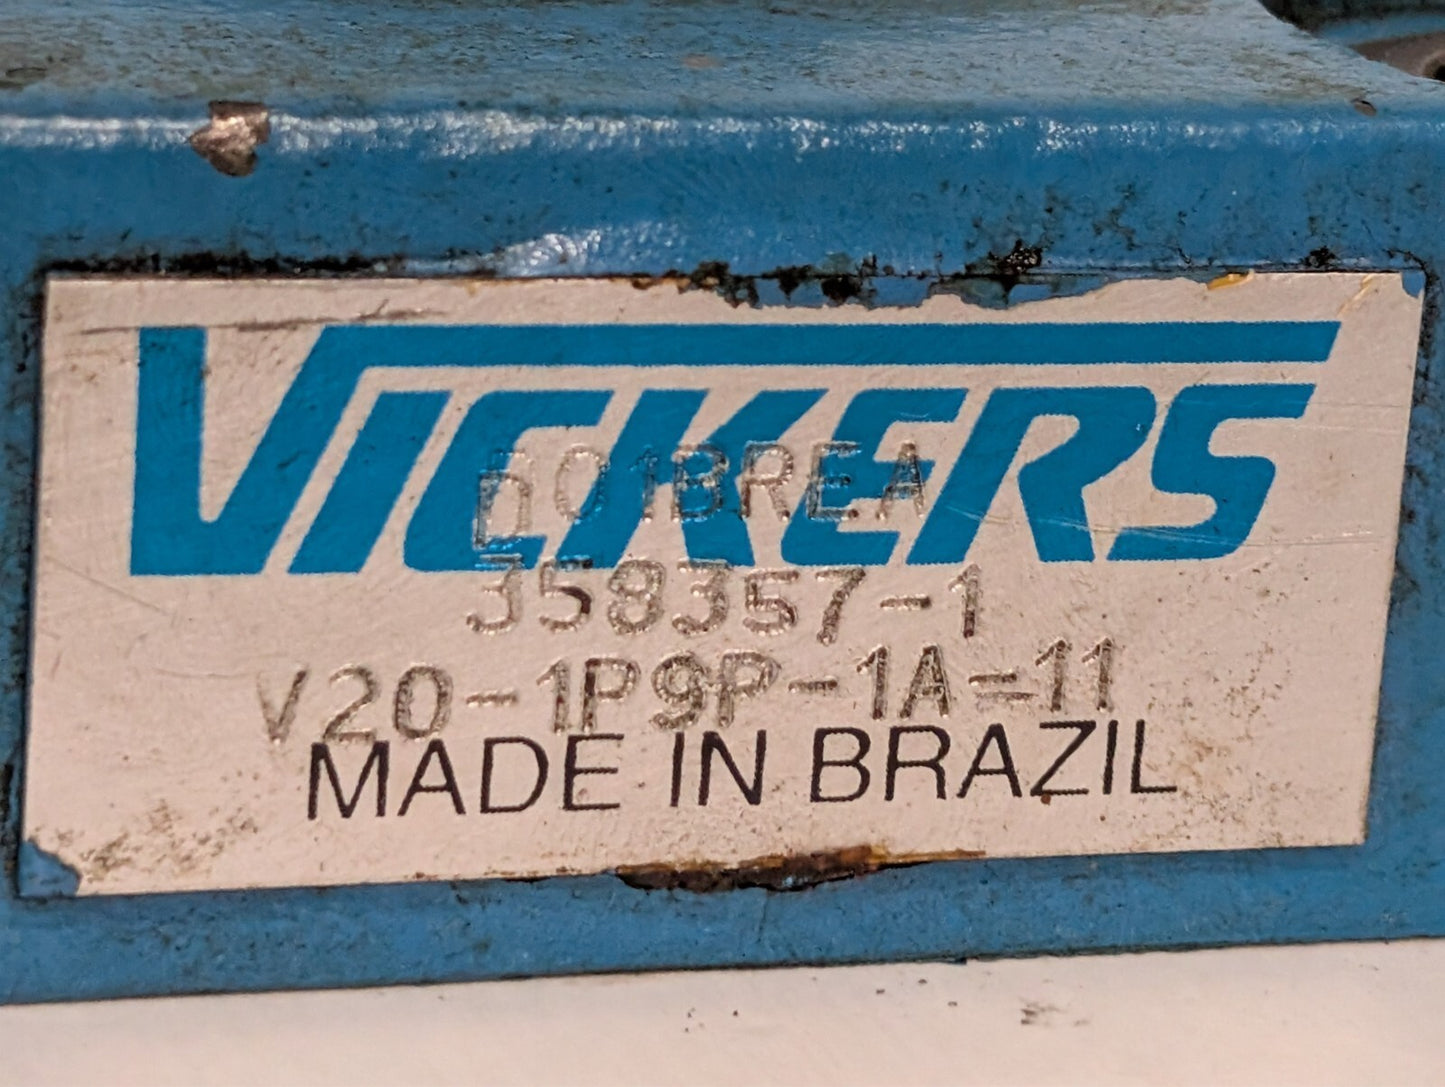 VICKERS
D01BREA
358357-1
V20-1P9P-1A-11
MADE IN BRAZIL